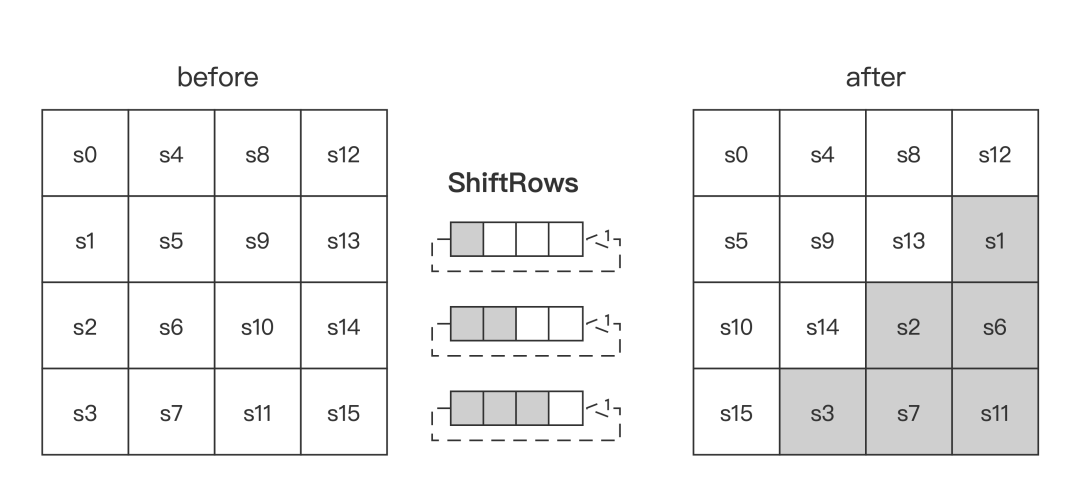 before
s0 s4 s8 s12
s1 s5 s9 s13
s2 s6 s10 s14
s3 s7 s11 s15
ShiftRows
1
1
1
after
s0 s4 s8 s12
s5 s9 s13 s1
s10 s14 s2 s6
s15 s3 s7 s11